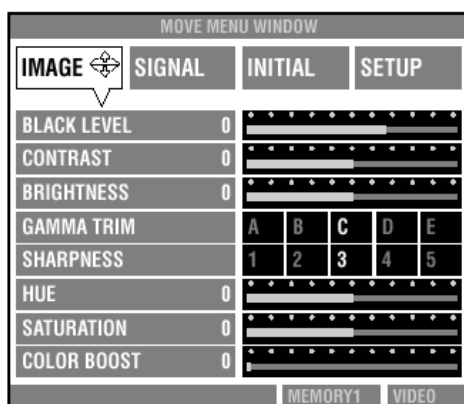 MOVE MENU WINDOW
IMAGE SIGNAL INITIAL SETUP
BLACK LEVEL 0
CONTRAST 0
BRIGHTNESS 0
GAMMA TRIM A B C D E
SHARPNESS 1 2 3 4 5
HUE 0
SATURATION 0
COLOR BOOST 0
MEMORY1 VIDEO